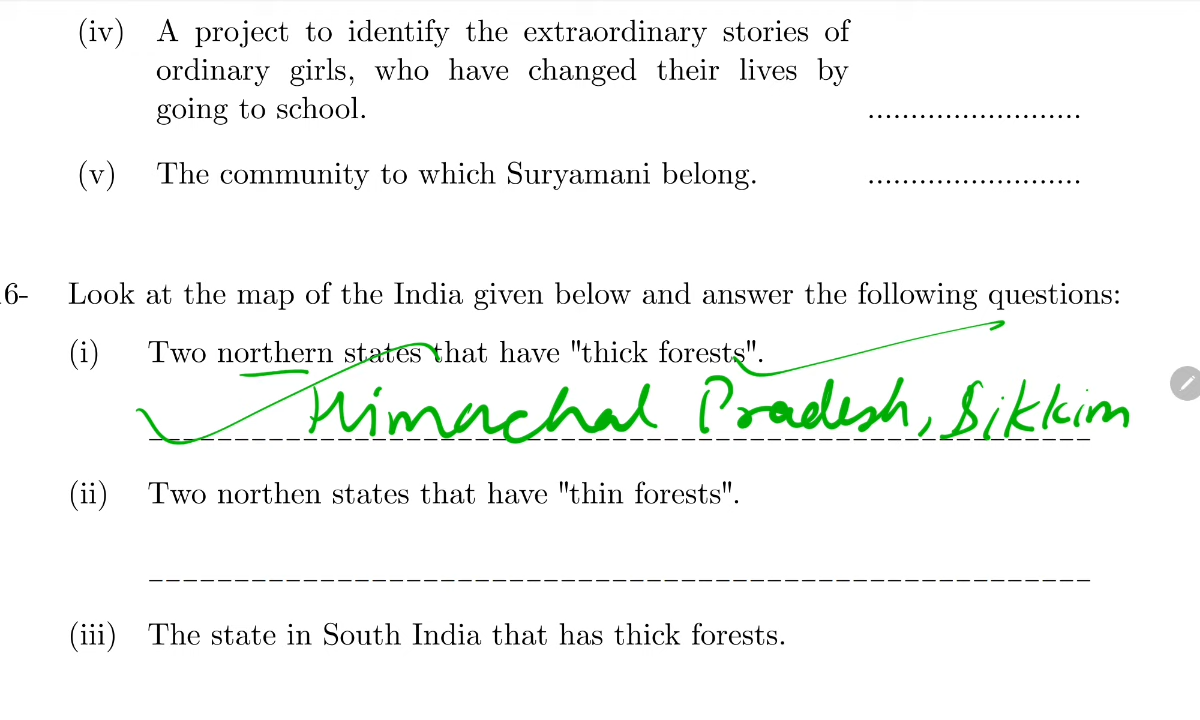 (iv) A project to identify the extraordinary stories of
ordinary girls, who have changed their lives by
going to school. .........................
(v) The community to which Suryamani belong. .........................
6- Look at the map of the India given below and answer the following questions:
(i) Two northern states that have "thick forests".
Himachal Pradesh, Sikkim
(ii) Two northen states that have "thin forests".
(iii) The state in South India that has thick forests.